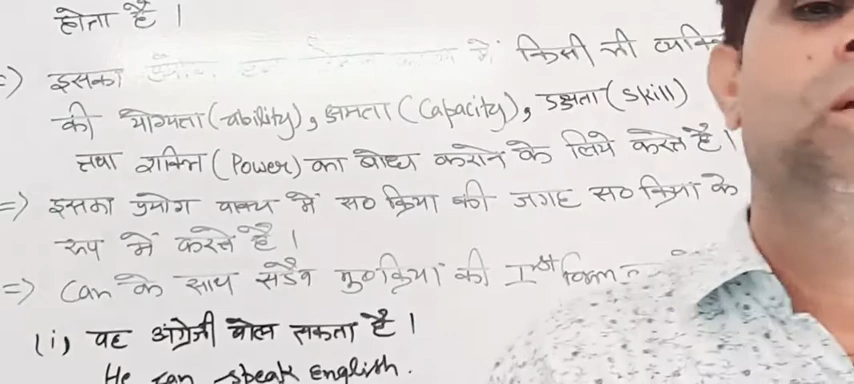 होता है ।
=> इसका में किसी भी व्यक्ति
की योग्यता (ability), क्षमता (Capacity), दक्षता (Skill)
तथा शक्ति (Power) का बोध कराने के लिये करते है।
=> इसका प्रयोग वाक्य में स० क्रिया की जगह स० क्रिया के
रूप में करते है ।
=> Can के साथ सदैव मु० क्रिया की Ist form
(i) वह अंग्रेजी बोल सकता है ।
He can speak English.